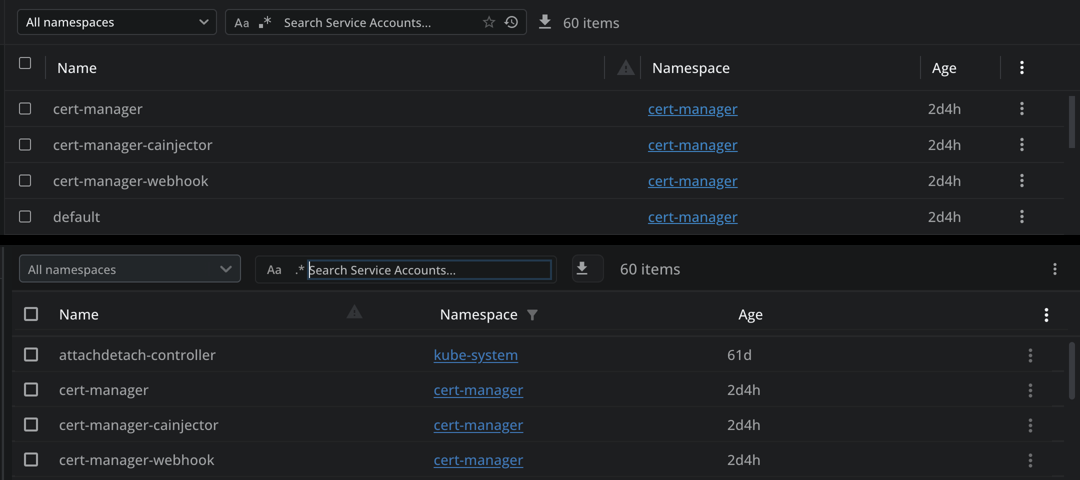 All namespaces Aa .* Search Service Accounts... 60 items
Name Namespace Age
cert-manager cert-manager 2d4h
cert-manager-cainjector cert-manager 2d4h
cert-manager-webhook cert-manager 2d4h
default cert-manager 2d4h
All namespaces Aa .* Search Service Accounts... 60 items
Name Namespace Age
attachdetach-controller kube-system 61d
cert-manager cert-manager 2d4h
cert-manager-cainjector cert-manager 2d4h
cert-manager-webhook cert-manager 2d4h